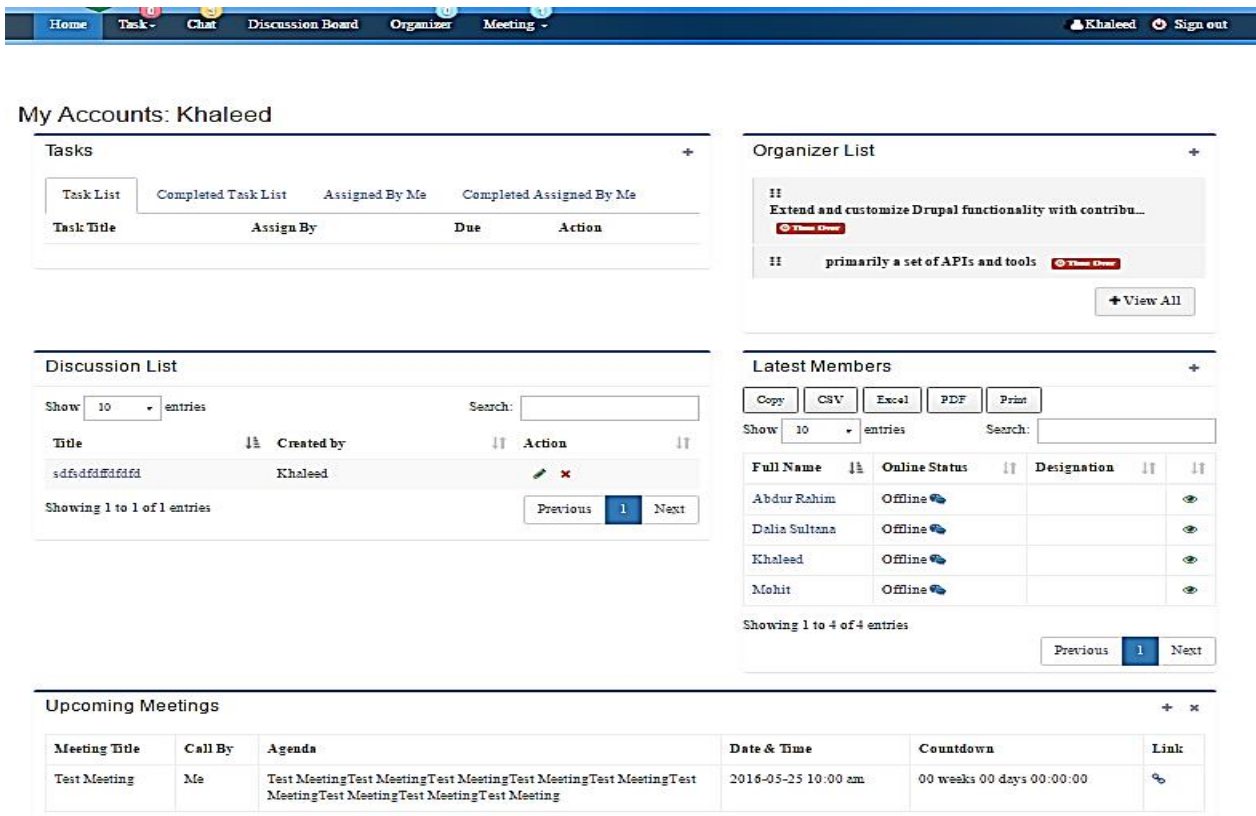 Home Task Chat Discussion Board Organizer Meeting Khaleed Sign out
My Accounts: Khaleed
Tasks
Task List Completed Task List Assigned By Me Completed Assigned By Me
Task Title Assign By Due Action
Organizer List
Extend and customize Drupal functionality with contribu...
Time Over
primarily a set of APIs and tools Time Over
View All
Discussion List
Show 10 entries Search:
Title Created by Action
sdfsdfdffdfdfd Khaleed
Showing 1 to 1 of 1 entries
Previous 1 Next
Latest Members
Copy CSV Excel PDF Print
Show 10 entries Search:
Full Name Online Status Designation
Abdur Rahim Offline
Dalia Sultana Offline
Khaleed Offline
Mohit Offline
Showing 1 to 4 of 4 entries
Previous 1 Next
Upcoming Meetings
Meeting Title Call By Agenda Date & Time Countdown Link
Test Meeting Me Test MeetingTest MeetingTest MeetingTest MeetingTest MeetingTest 2016-05-25 10:00 am 00 weeks 00 days 00:00:00
MeetingTest MeetingTest MeetingTest Meeting